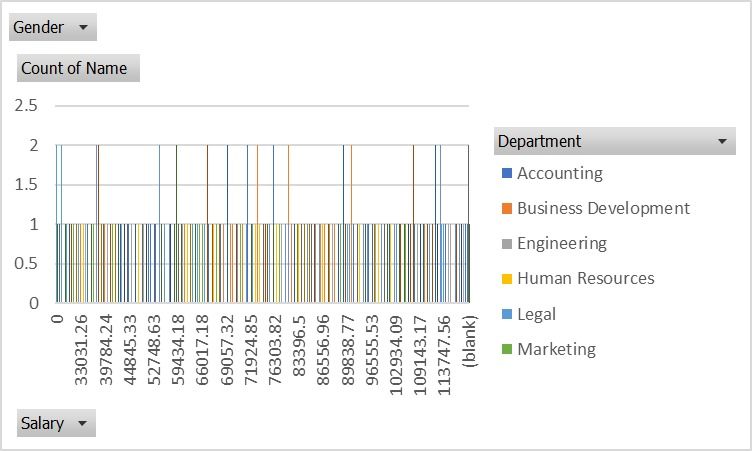 Gender
Count of Name
2.5
2
1.5
1
0.5
0
0
33031.26
39784.24
44845.33
52748.63
59434.18
66017.18
69057.32
71924.85
76303.82
83396.5
86556.96
89838.77
96555.53
102934.09
109143.17
113747.56
(blank)
Department
Accounting
Business Development
Engineering
Human Resources
Legal
Marketing
Salary